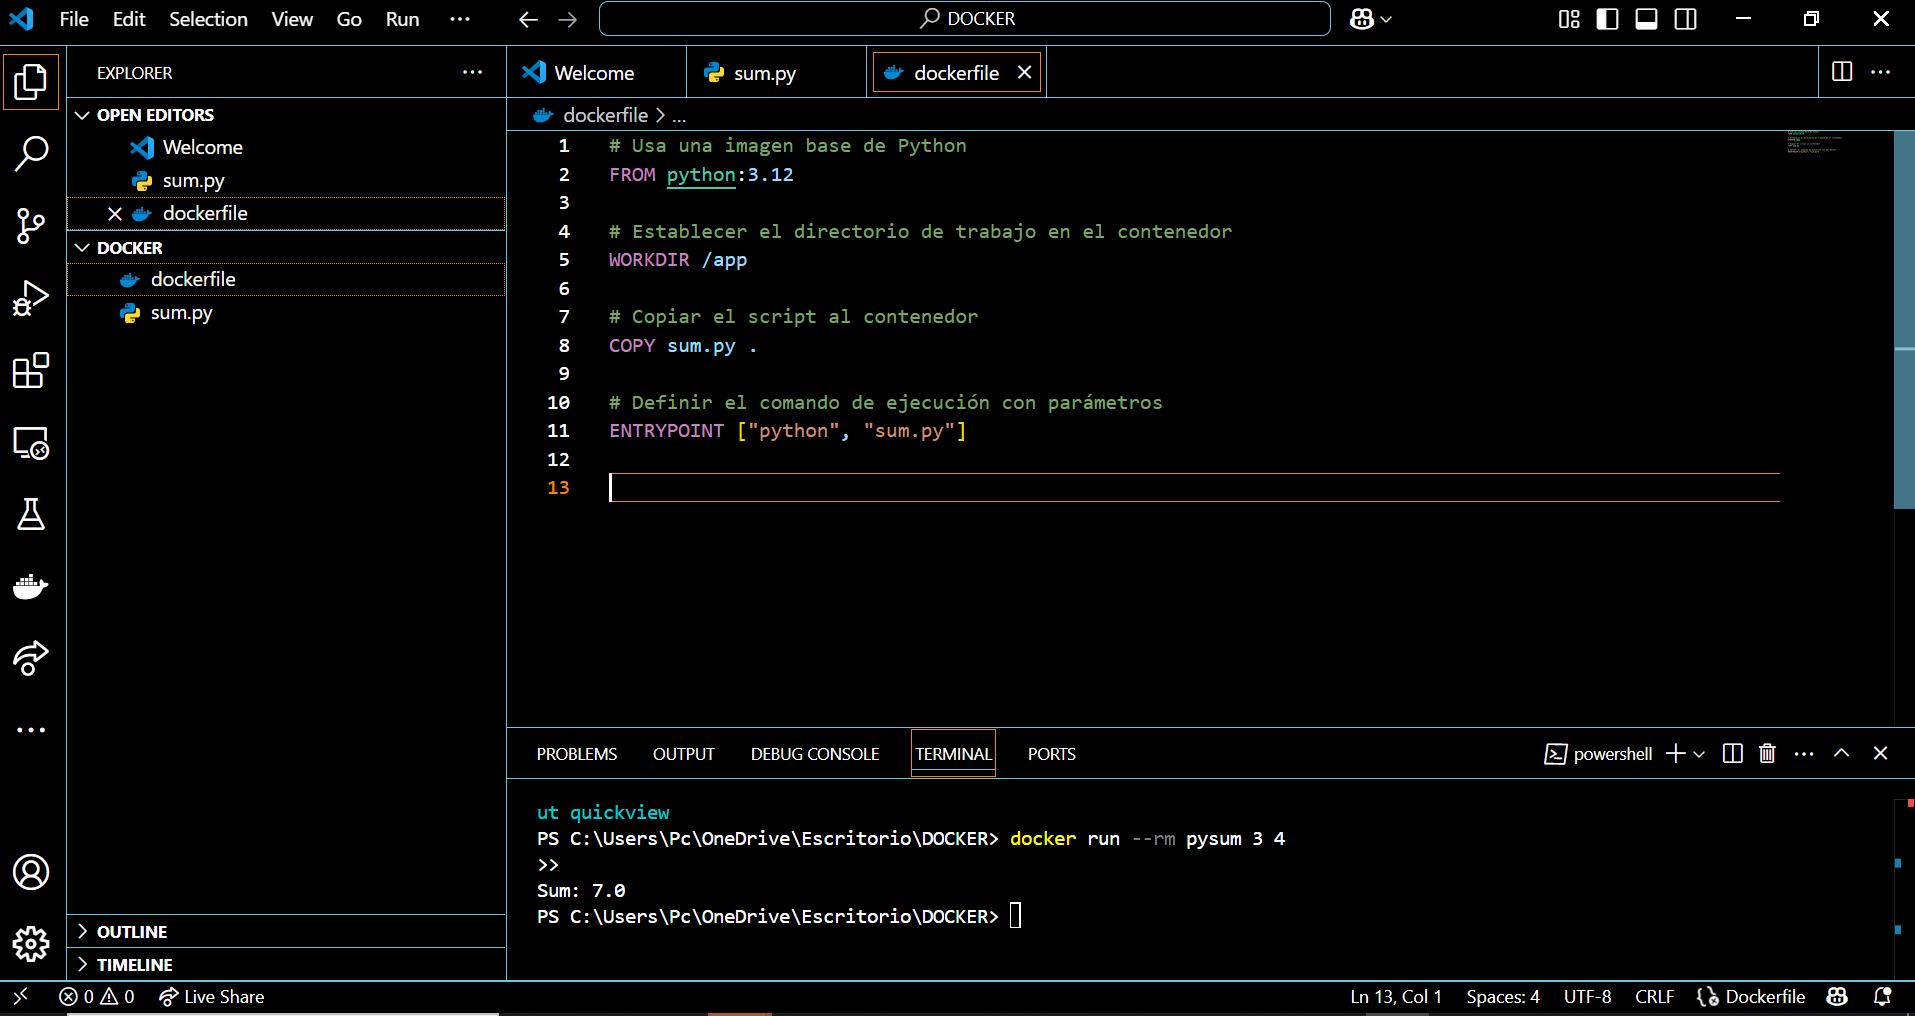 File Edit Selection View Go Run ··· DOCKER
EXPLORER ···
OPEN EDITORS
Welcome
sum.py
dockerfile
DOCKER
dockerfile
sum.py
OUTLINE
TIMELINE
Welcome sum.py dockerfile
dockerfile > ...
1 # Usa una imagen base de Python
2 FROM python:3.12
3
4 # Establecer el directorio de trabajo en el contenedor
5 WORKDIR /app
6
7 # Copiar el script al contenedor
8 COPY sum.py .
9
10 # Definir el comando de ejecución con parámetros
11 ENTRYPOINT ["python", "sum.py"]
12
13
PROBLEMS OUTPUT DEBUG CONSOLE TERMINAL PORTS powershell
ut quickview
PS C:\Users\Pc\OneDrive\Escritorio\DOCKER> docker run --rm pysum 3 4
>>
Sum: 7.0
PS C:\Users\Pc\OneDrive\Escritorio\DOCKER>
0 0 Live Share Ln 13, Col 1 Spaces: 4 UTF-8 CRLF Dockerfile